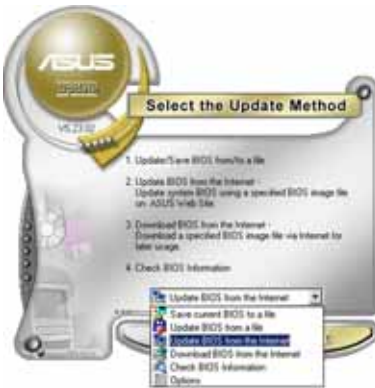 ASUS
Update
V5.23.02
Select the Update Method
1. Update/Save BIOS from/to a file
2. Update BIOS from the Internet -
Update system BIOS using a specified BIOS image file
on ASUS Web Site.
3. Download BIOS from the Internet -
Download a specified BIOS image file via Internet for
later usage.
4. Check BIOS Information
Update BIOS from the Internet
Save current BIOS to a file
Update BIOS from a file
Update BIOS from the Internet
Download BIOS from the Internet
Check BIOS Information
Options